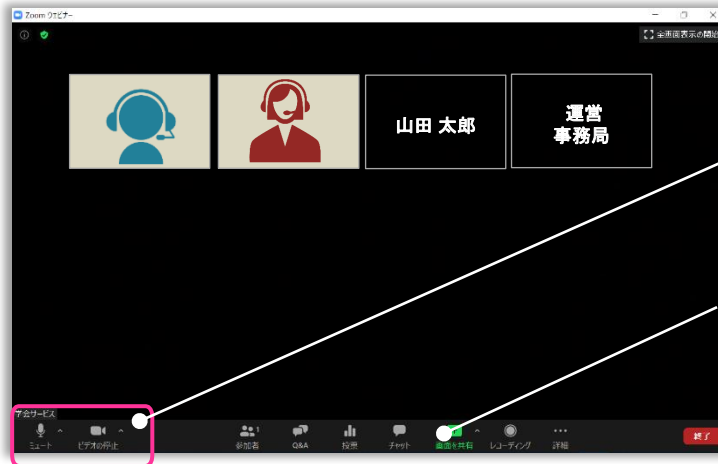 Zoom ウェビナー
全画面表示の開始
山田 太郎
運営
事務局
学会サービス
ミュート
ビデオの停止
参加者
1
Q&A
投票
チャット
画面を共有
レコーディング
詳細
終了